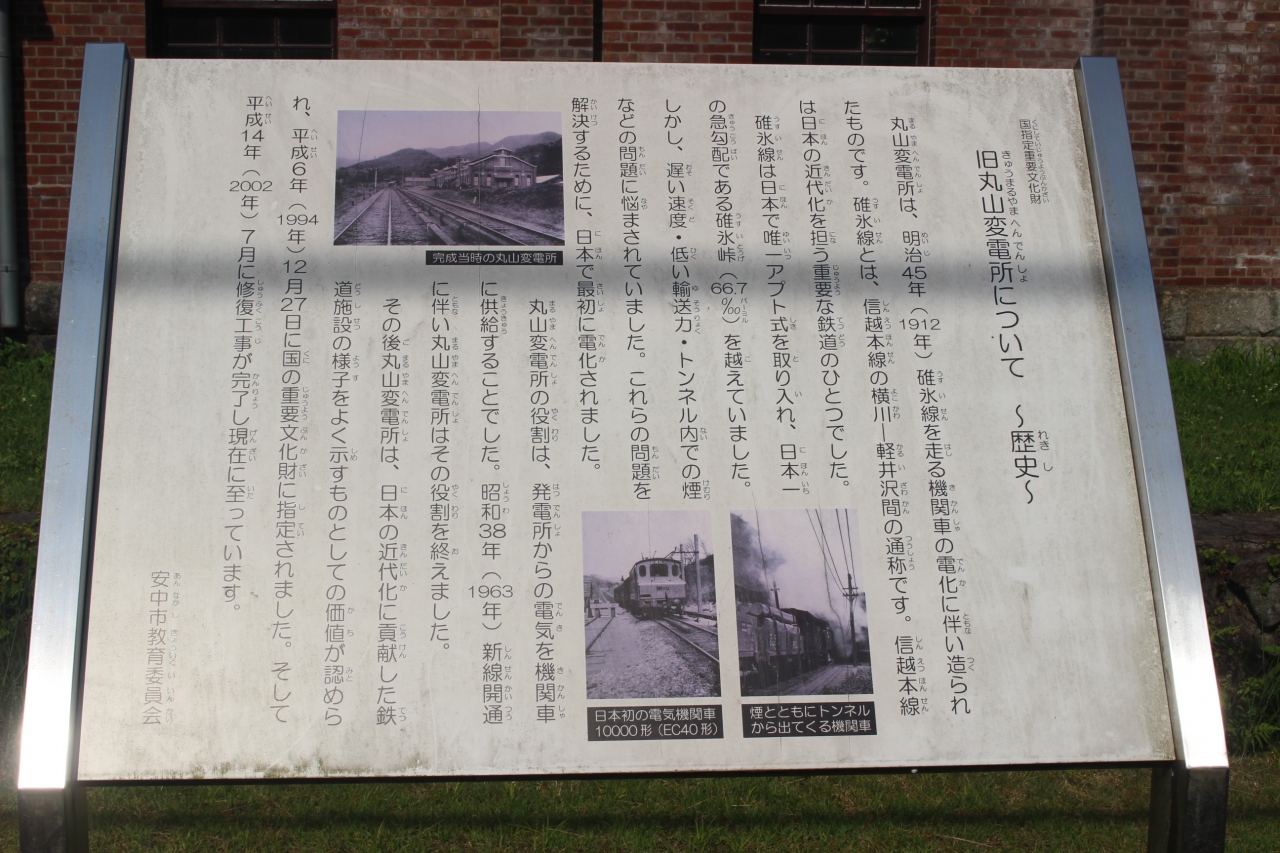 国指定重要文化財
旧丸山変電所について　～歴史～
丸山変電所は、明治45年（1912年）碓氷線を走る機関車の電化に伴い造られ
たものです。碓氷線とは、信越本線の横川―軽井沢間の通称です。信越本線
は日本の近代化を担う重要な鉄道のひとつでした。
碓氷線は日本で唯一アプト式を取り入れ、日本一
の急勾配である碓氷峠（66.7‰）を越えていました。
しかし、遅い速度・低い輸送力・トンネル内での煙
などの問題に悩まされていました。これらの問題を
解決するために、日本で最初に電化されました。
丸山変電所の役割は、発電所からの電気を機関車
に供給することでした。昭和38年（1963年）新線開通
に伴い丸山変電所はその役割を終えました。
その後丸山変電所は、日本の近代化に貢献した鉄
道施設の様子をよく示すものとしての価値が認めら
れ、平成6年（1994年）12月27日に国の重要文化財に指定されました。そして
平成14年（2002年）7月に修復工事が完了し現在に至っています。
安中市教育委員会
完成当時の丸山変電所
煙とともにトンネル
から出てくる機関車
日本初の電気機関車
10000形（EC40形）